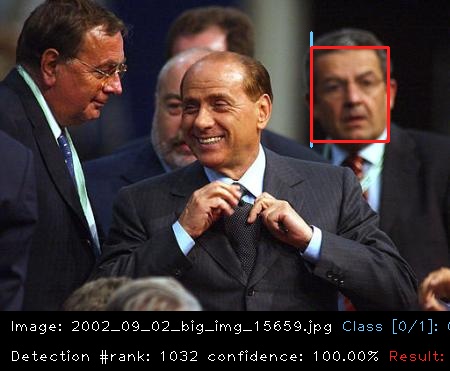 Image: 2002_09_02_big_img_15659.jpg Class [0/1]:
Detection #rank: 1032 confidence: 100.00% Result: